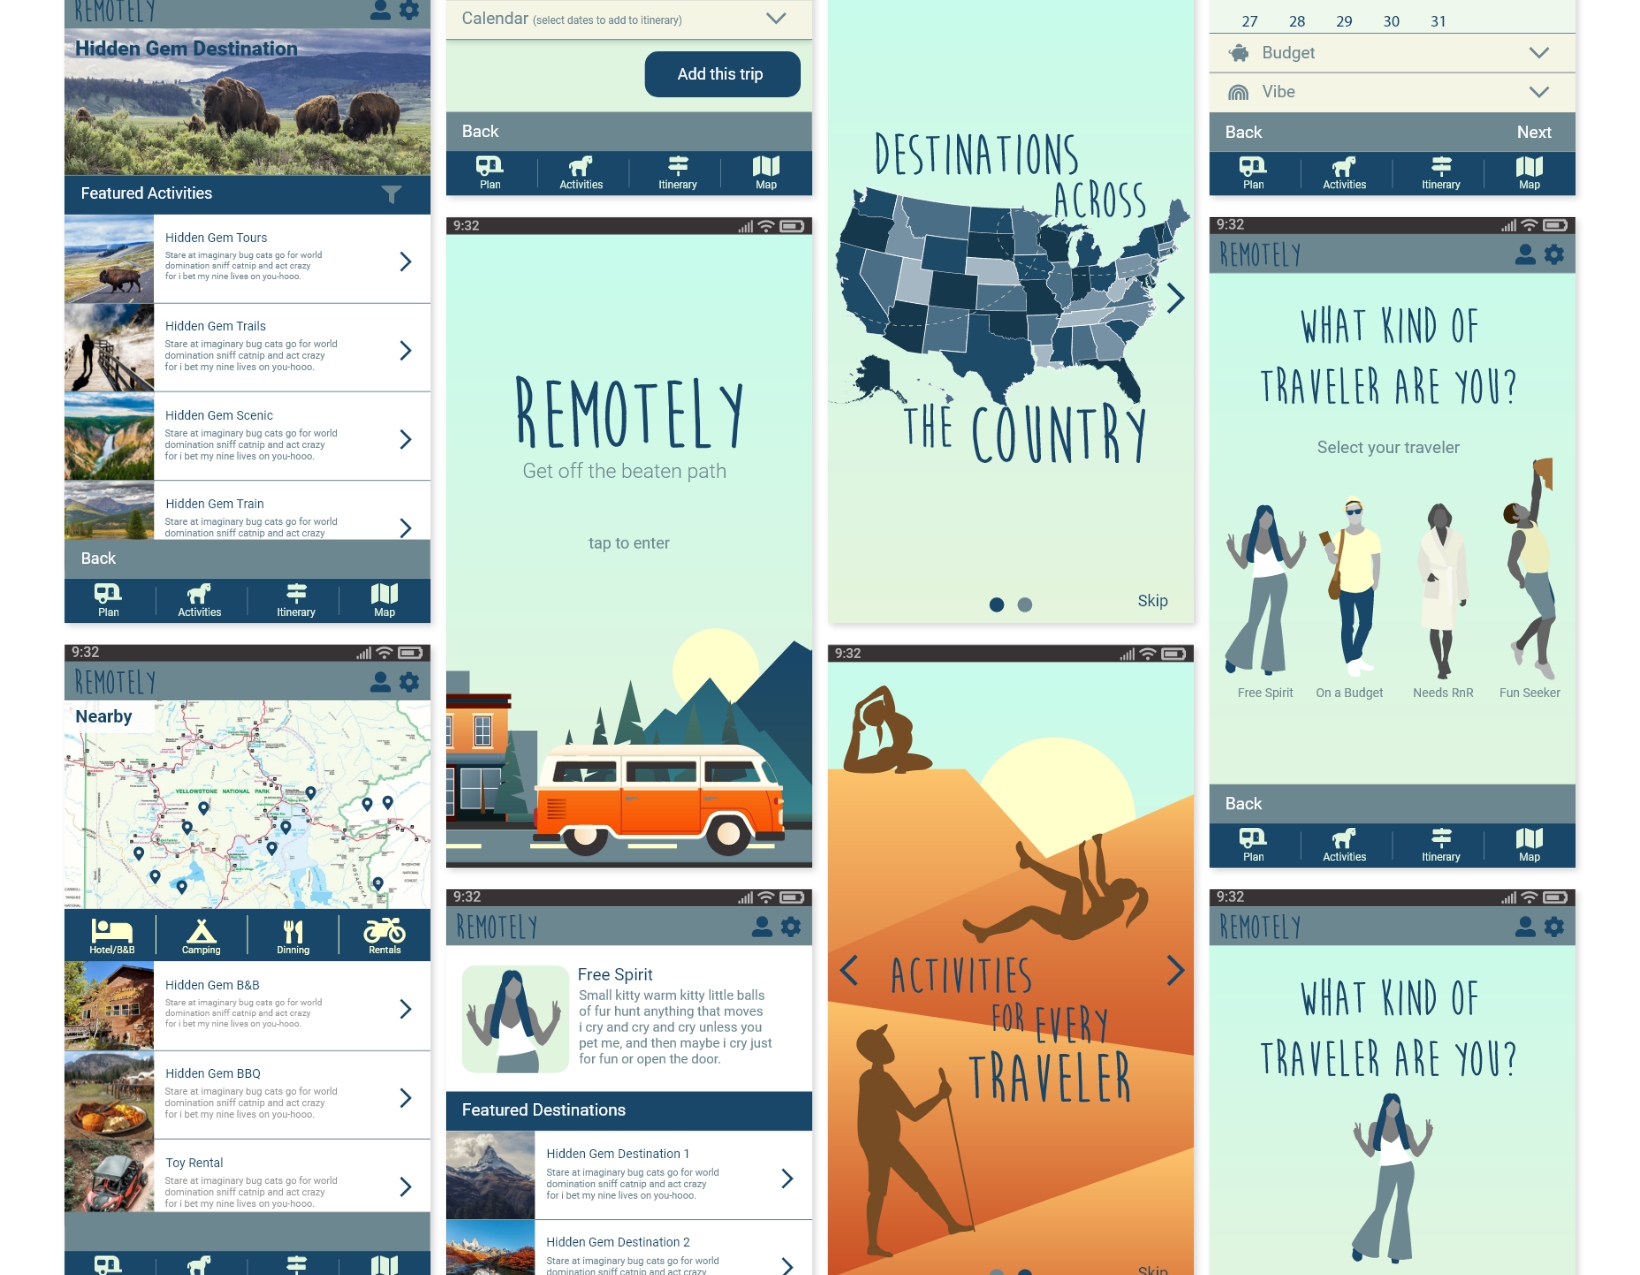 REMOTELY
Hidden Gem Destination
Featured Activities
Hidden Gem Tours
Stare at imaginary bug cats go for world
domination sniff catnip and act crazy
for i bet my nine lives on you-hooo.
Hidden Gem Trails
Stare at imaginary bug cats go for world
domination sniff catnip and act crazy
for i bet my nine lives on you-hooo.
Hidden Gem Scenic
Stare at imaginary bug cats go for world
domination sniff catnip and act crazy
for i bet my nine lives on you-hooo.
Hidden Gem Train
Stare at imaginary bug cats go for world
domination sniff catnip and act crazy
Back
Plan
Activities
Itinerary
Map
9:32
REMOTELY
Nearby
YELLOWSTONE NATIONAL PARK
Hotel/B&B
Camping
Dinning
Rentals
Hidden Gem B&B
Stare at imaginary bug cats go for world
domination sniff catnip and act crazy
for i bet my nine lives on you-hooo.
Hidden Gem BBQ
Stare at imaginary bug cats go for world
domination sniff catnip and act crazy
for i bet my nine lives on you-hooo.
Toy Rental
Stare at imaginary bug cats go for world
domination sniff catnip and act crazy
for i bet my nine lives on you-hooo.
Calendar (select dates to add to itinerary)
Add this trip
Back
Plan
Activities
Itinerary
Map
9:32
REMOTELY
Get off the beaten path
tap to enter
9:32
REMOTELY
Free Spirit
Small kitty warm kitty little balls
of fur hunt anything that moves
i cry and cry and cry unless you
pet me, and then maybe i cry just
for fun or open the door.
Featured Destinations
Hidden Gem Destination 1
Stare at imaginary bug cats go for world
domination sniff catnip and act crazy
for i bet my nine lives on you-hooo.
Hidden Gem Destination 2
Stare at imaginary bug cats go for world
domination sniff catnip and act crazy
DESTINATIONS
ACROSS
THE COUNTRY
Skip
9:32
ACTIVITIES
FOR EVERY
TRAVELER
Skip
27 28 29 30 31
Budget
Vibe
Back
Next
Plan
Activities
Itinerary
Map
9:32
REMOTELY
WHAT KIND OF
TRAVELER ARE YOU?
Select your traveler
Free Spirit
On a Budget
Needs RnR
Fun Seeker
Back
Plan
Activities
Itinerary
Map
9:32
REMOTELY
WHAT KIND OF
TRAVELER ARE YOU?